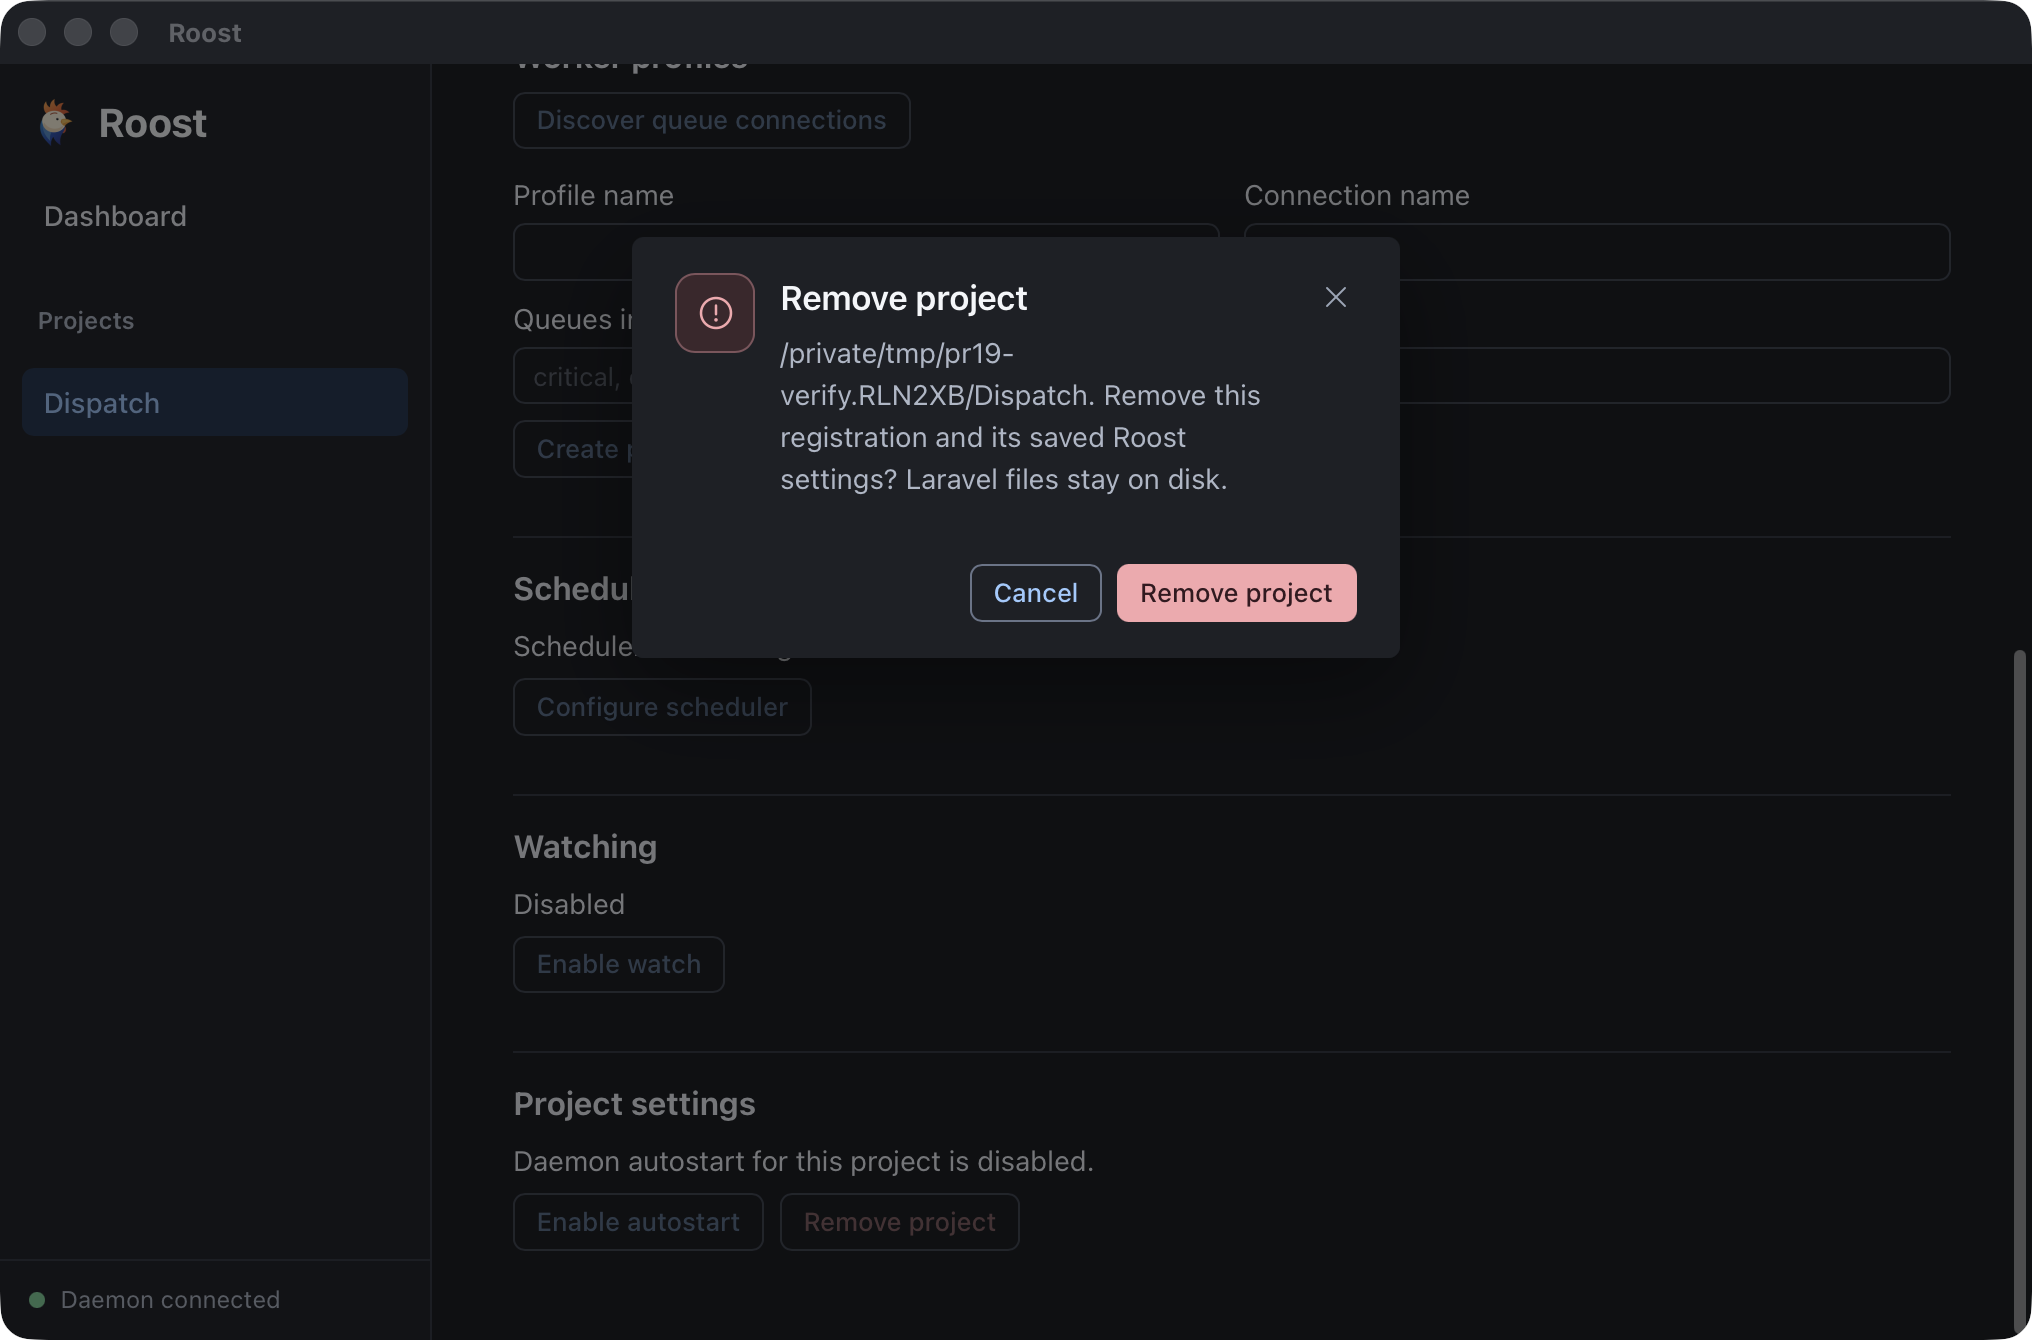 Roost
Roost
Dashboard
Projects
Dispatch
Daemon connected
Worker profiles
Discover queue connections
Profile name
Connection name
Queues
critical,
Create
Remove project
/private/tmp/pr19-
verify.RLN2XB/Dispatch. Remove this
registration and its saved Roost
settings? Laravel files stay on disk.
Cancel
Remove project
Configure scheduler
Watching
Disabled
Enable watch
Project settings
Daemon autostart for this project is disabled.
Enable autostart
Remove project